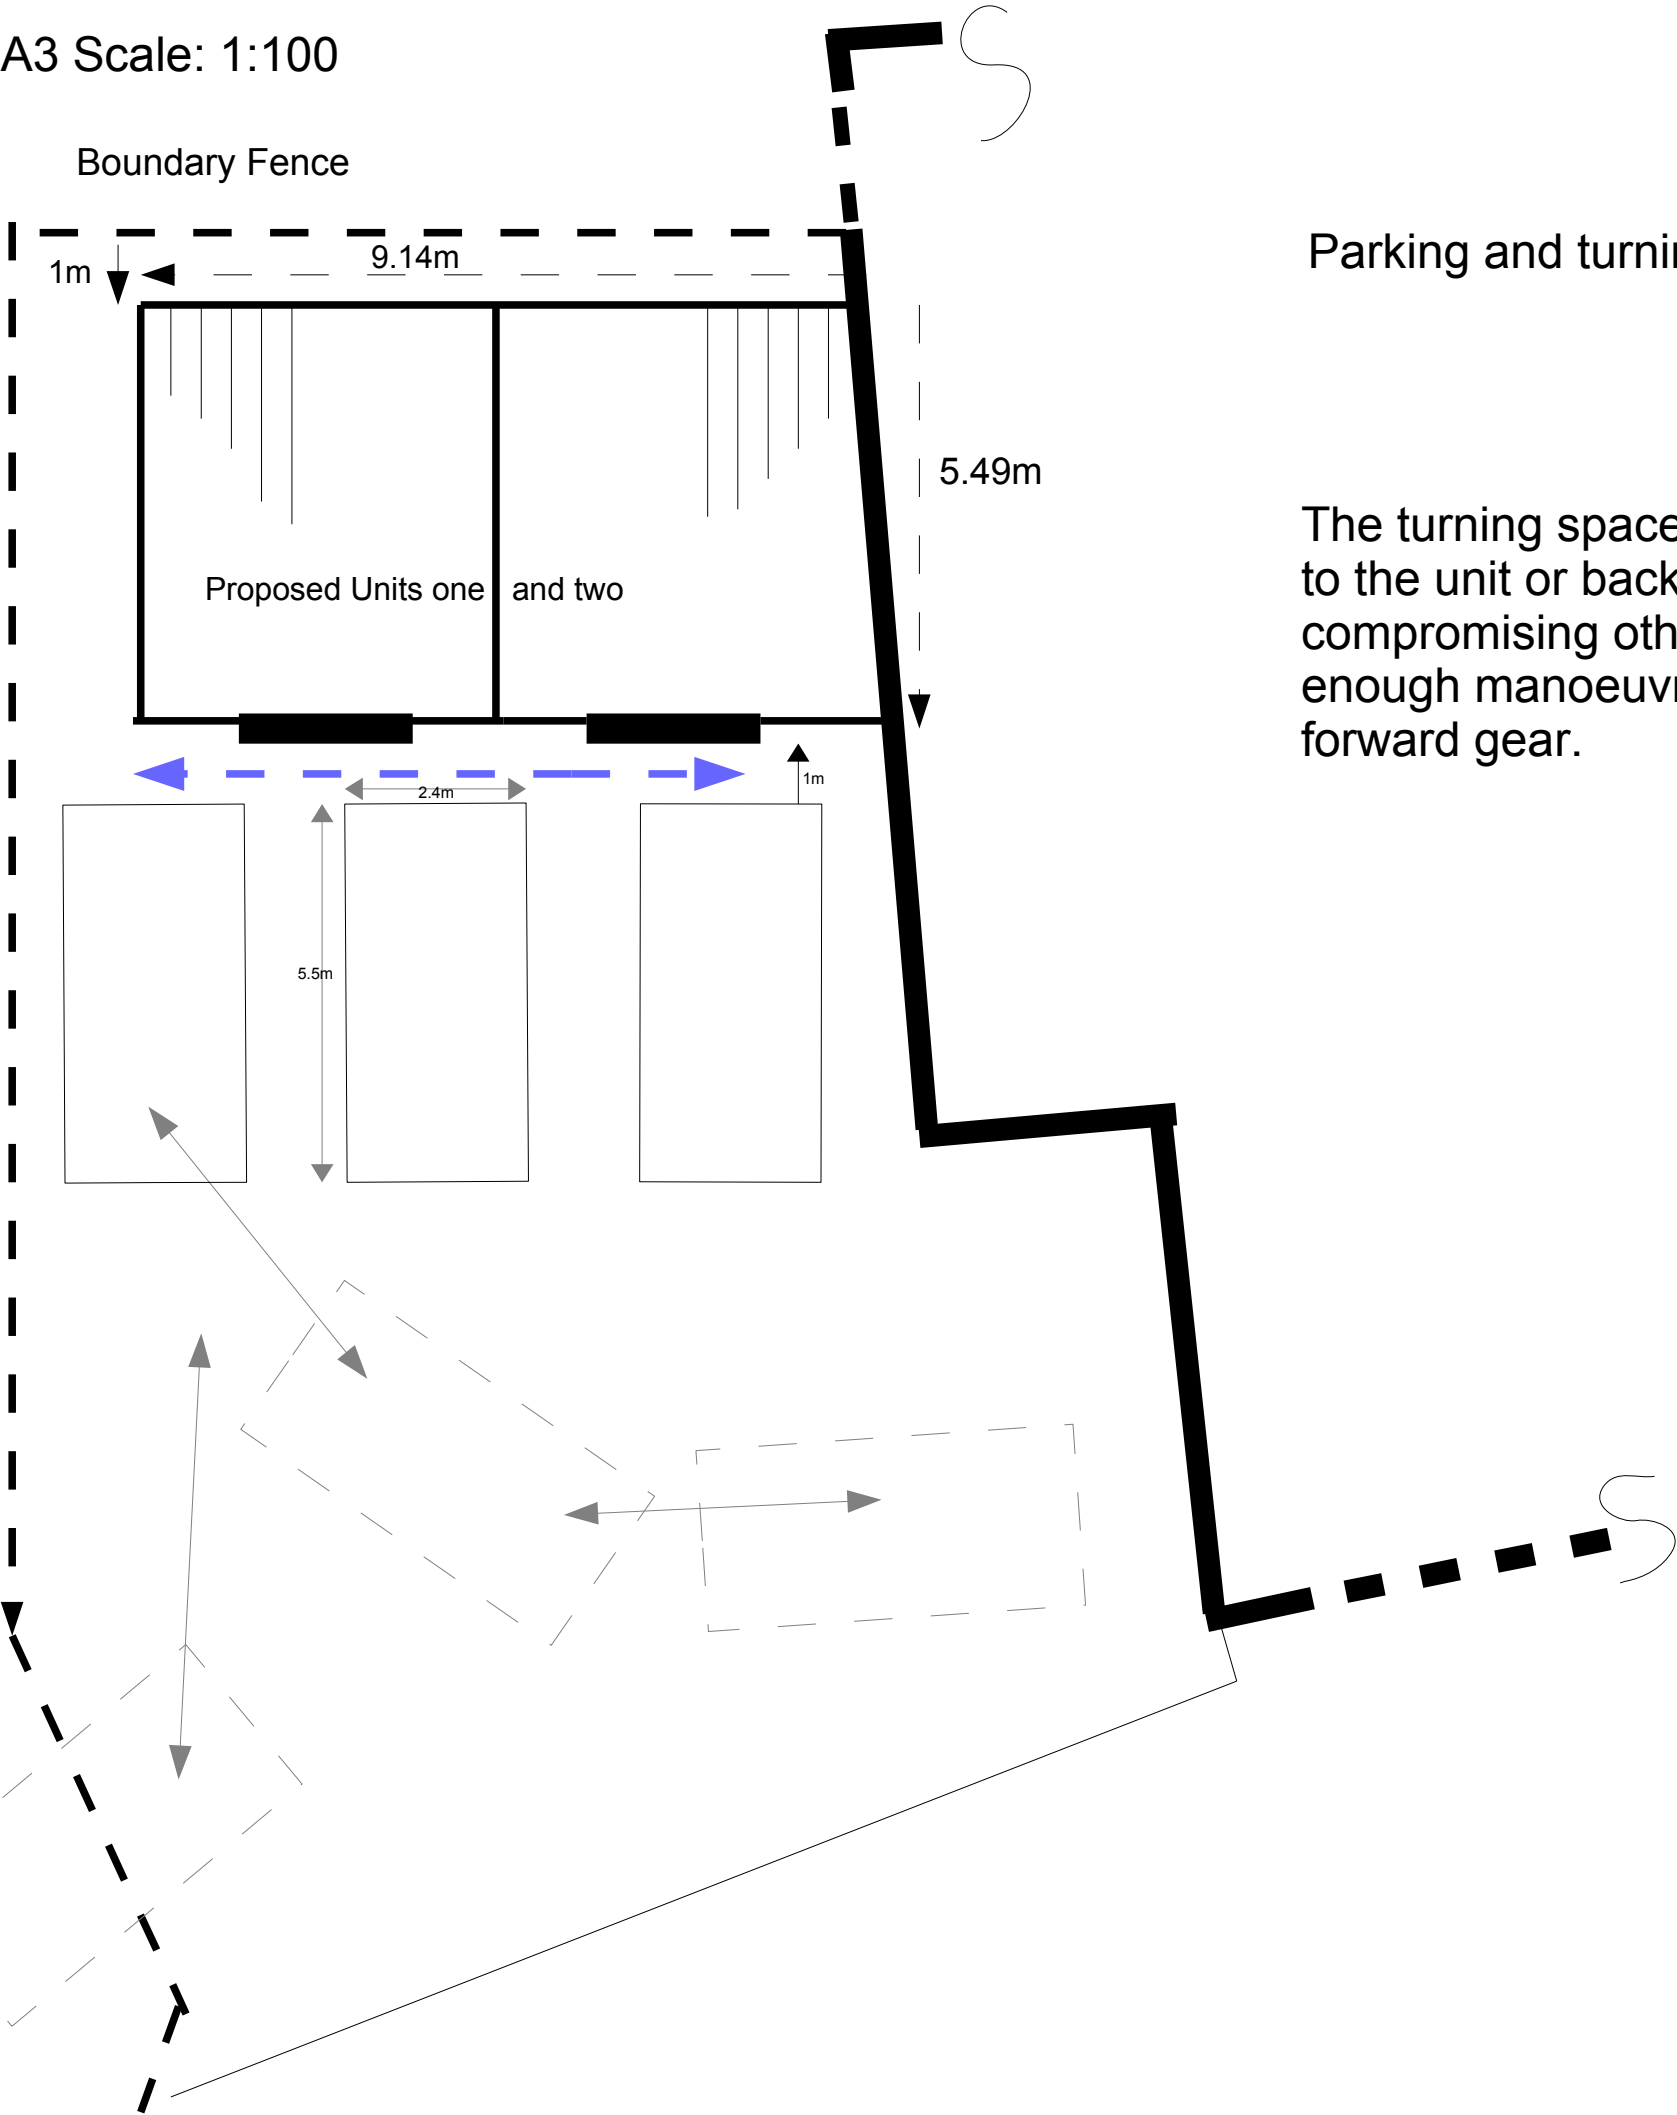 A3 Scale: 1:100
Boundary Fence
Parking and turnin
1m
9.14m
5.49m
The turning space
to the unit or back
compromising oth
enough manoeuvr
forward gear.
Proposed Units one and two
1m
2.4m
5.5m